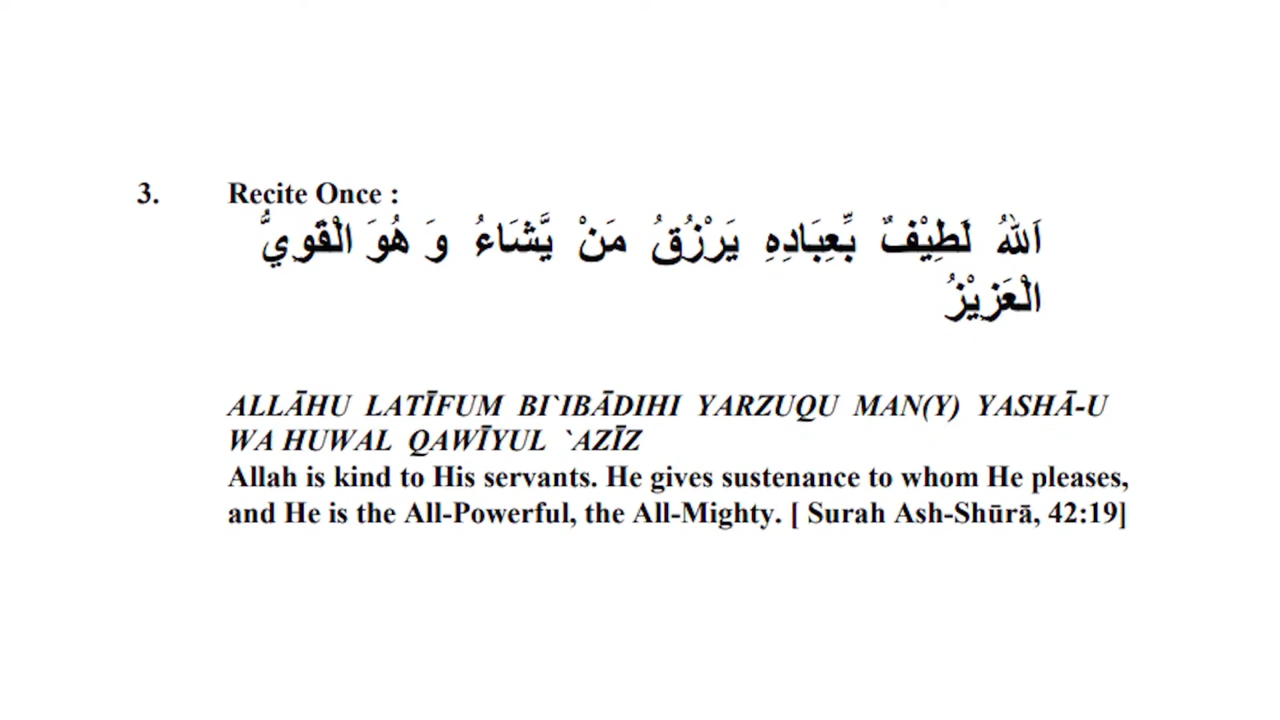 3. Recite Once :
اَللهُ لَطِيْفٌ بِّعِبَادِهِ يَرْزُقُ مَنْ يَّشَاءُ وَ هُوَ الْقَوِيُّ
الْعَزِيْزُ
ALLĀHU LATĪFUM BI`IBĀDIHI YARZUQU MAN(Y) YASHĀ-U
WA HUWAL QAWĪYUL `AZĪZ
Allah is kind to His servants. He gives sustenance to whom He pleases,
and He is the All-Powerful, the All-Mighty. [ Surah Ash-Shūrā, 42:19]